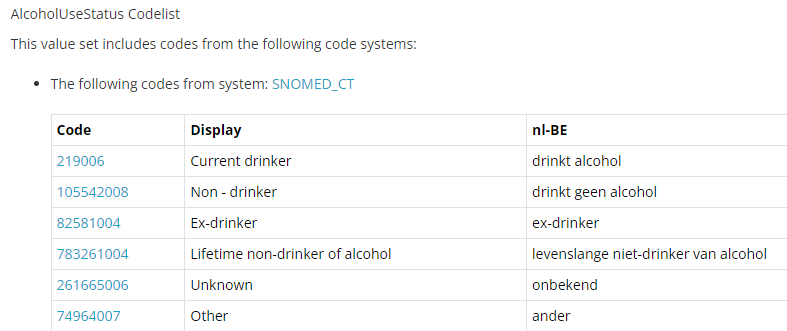 AlcoholUseStatus Codelist
This value set includes codes from the following code systems:
• The following codes from system: SNOMED_CT
Code Display nl-BE
219006 Current drinker drinkt alcohol
105542008 Non - drinker drinkt geen alcohol
82581004 Ex-drinker ex-drinker
783261004 Lifetime non-drinker of alcohol levenslange niet-drinker van alcohol
261665006 Unknown onbekend
74964007 Other ander